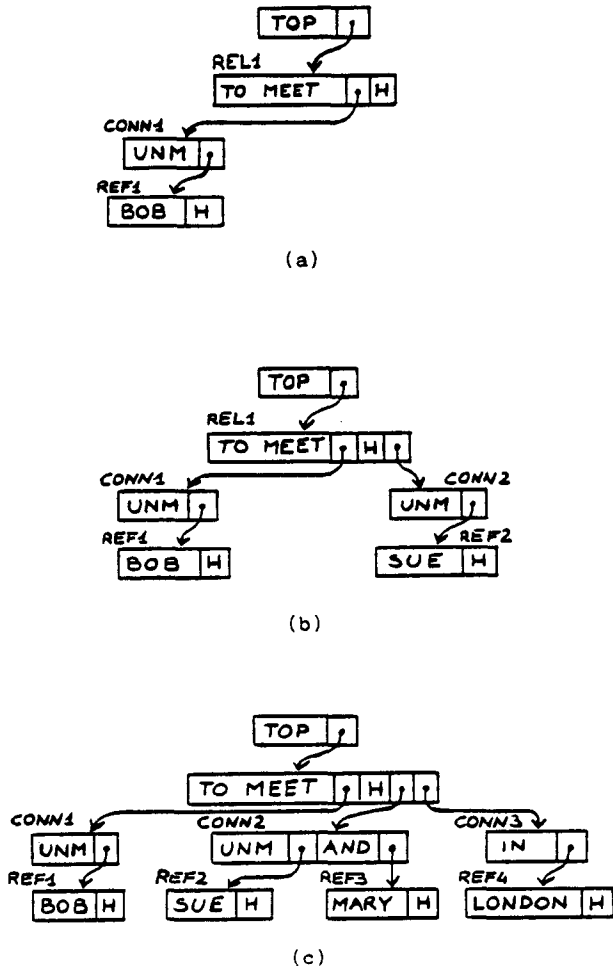 TOP
REL1
TO MEET H
CONN1
UNM
REF1
BOB H
(a)
TOP
REL1
TO MEET H
CONN1 CONN2
UNM UNM
REF1 REF2
BOB H SUE H
(b)
TOP
TO MEET H
CONN1 CONN2 CONN3
UNM UNM AND IN
REF1 REF2 REF3 REF4
BOB H SUE H MARY H LONDON H
(c)